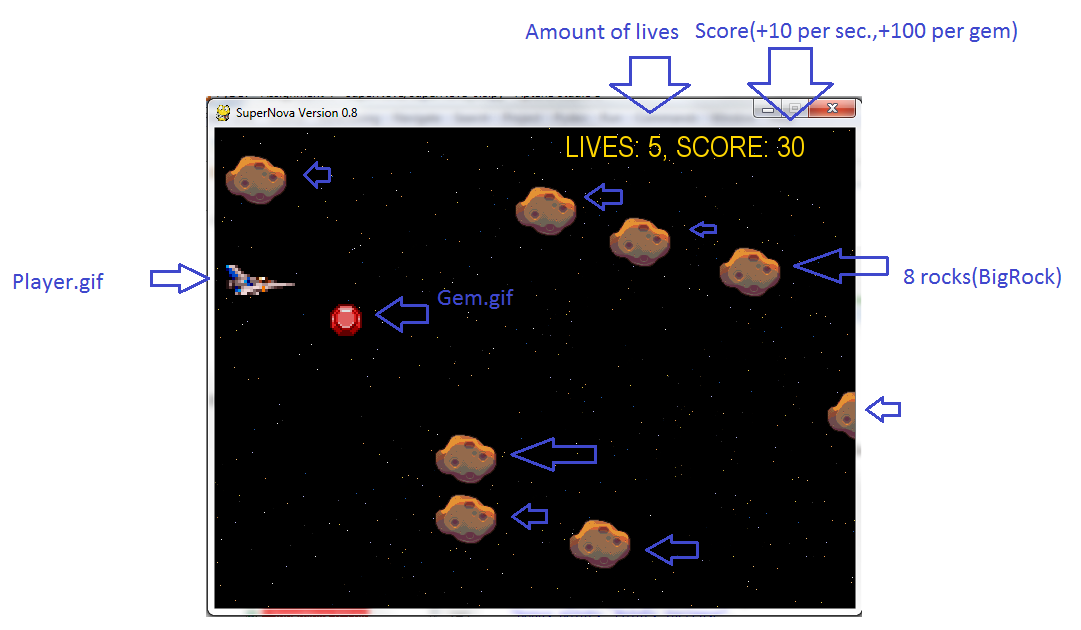 Amount of lives
Score(+10 per sec.,+100 per gem)
SuperNova Version 0.8
LIVES: 5, SCORE: 30
Player.gif
Gem.gif
8 rocks(BigRock)